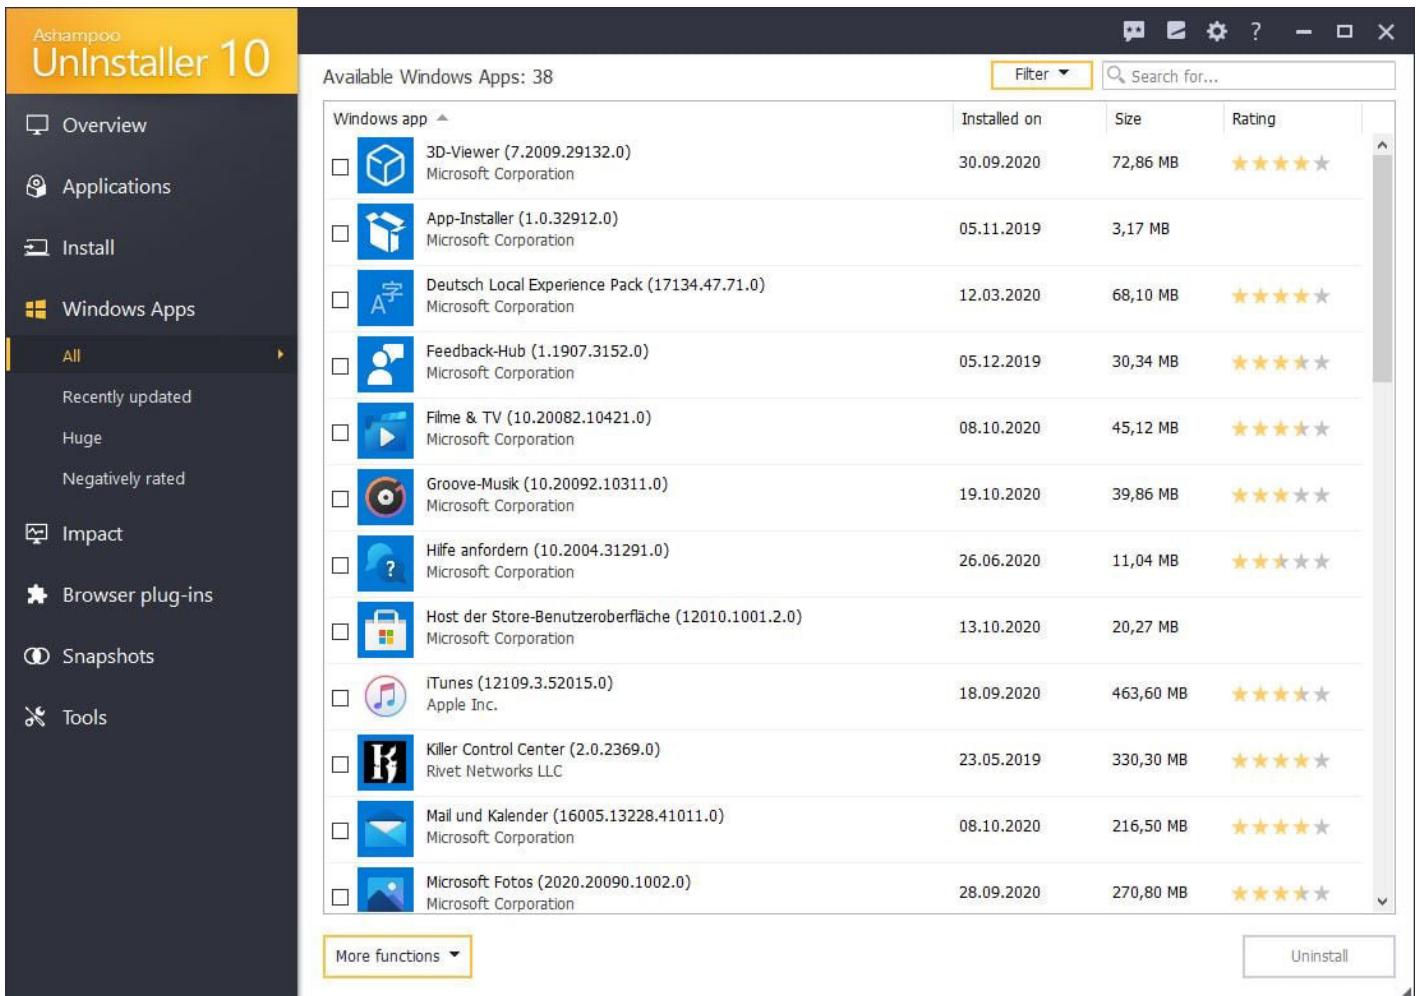 Ashampoo
UnInstaller 10
Available Windows Apps: 38
Filter
Search for...
Overview
Applications
Install
Windows Apps
All
Recently updated
Huge
Negatively rated
Impact
Browser plug-ins
Snapshots
Tools
Windows app Installed on Size Rating
3D-Viewer (7.2009.29132.0)
Microsoft Corporation
30.09.2020 72,86 MB
App-Installer (1.0.32912.0)
Microsoft Corporation
05.11.2019 3,17 MB
Deutsch Local Experience Pack (17134.47.71.0)
Microsoft Corporation
12.03.2020 68,10 MB
Feedback-Hub (1.1907.3152.0)
Microsoft Corporation
05.12.2019 30,34 MB
Filme & TV (10.20082.10421.0)
Microsoft Corporation
08.10.2020 45,12 MB
Groove-Musik (10.20092.10311.0)
Microsoft Corporation
19.10.2020 39,86 MB
Hilfe anfordern (10.2004.31291.0)
Microsoft Corporation
26.06.2020 11,04 MB
Host der Store-Benutzeroberfläche (12010.1001.2.0)
Microsoft Corporation
13.10.2020 20,27 MB
iTunes (12109.3.52015.0)
Apple Inc.
18.09.2020 463,60 MB
Killer Control Center (2.0.2369.0)
Rivet Networks LLC
23.05.2019 330,30 MB
Mail und Kalender (16005.13228.41011.0)
Microsoft Corporation
08.10.2020 216,50 MB
Microsoft Fotos (2020.20090.1002.0)
Microsoft Corporation
28.09.2020 270,80 MB
More functions
Uninstall